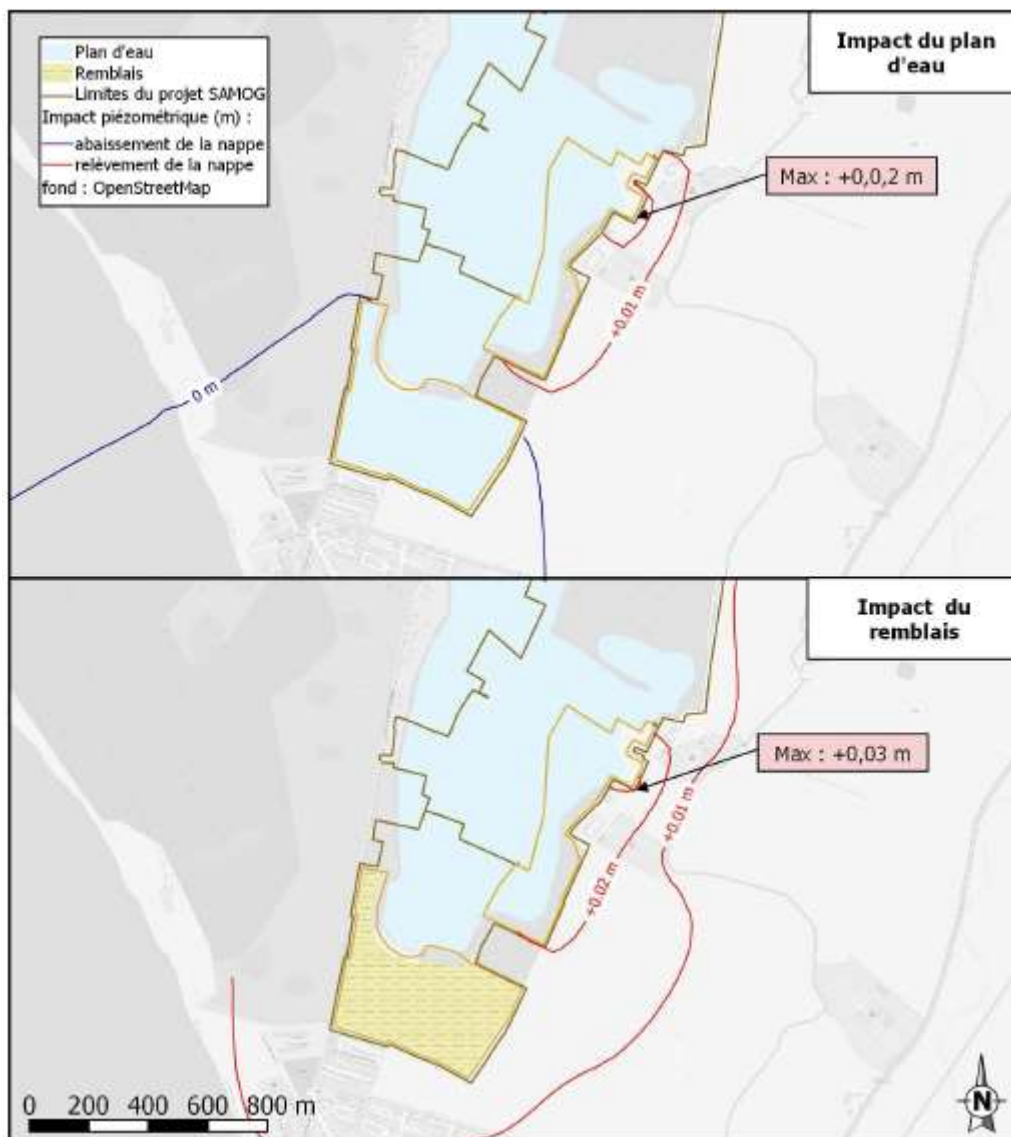 Plan d'eau
Remblais
Limites du projet SAMOG
Impact piézométrique (m) :
abaissement de la nappe
relèvement de la nappe
fond : OpenStreetMap
Impact du plan
d'eau
Max : +0,0,2 m
+0.01 m
0 m
Impact du
remblais
Max : +0,03 m
+0.01 m
+0.02 m
0 200 400 600 800 m
N